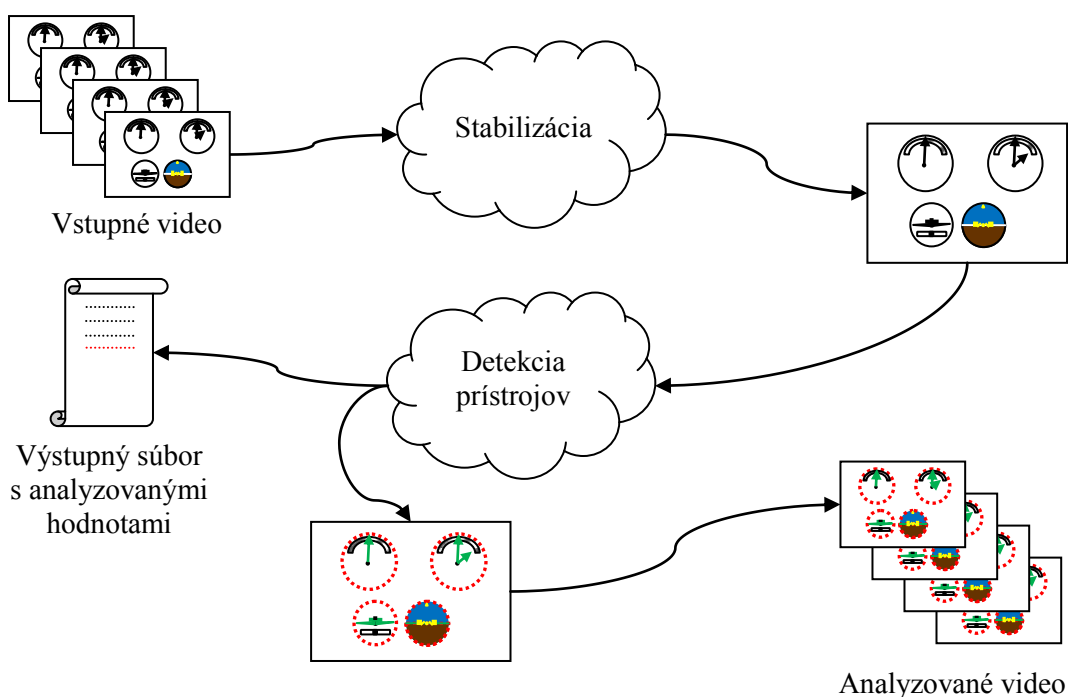 Stabilizácia
Vstupné video
Detekcia
prístrojov
Výstupný súbor
s analyzovanými
hodnotami
Analyzované video